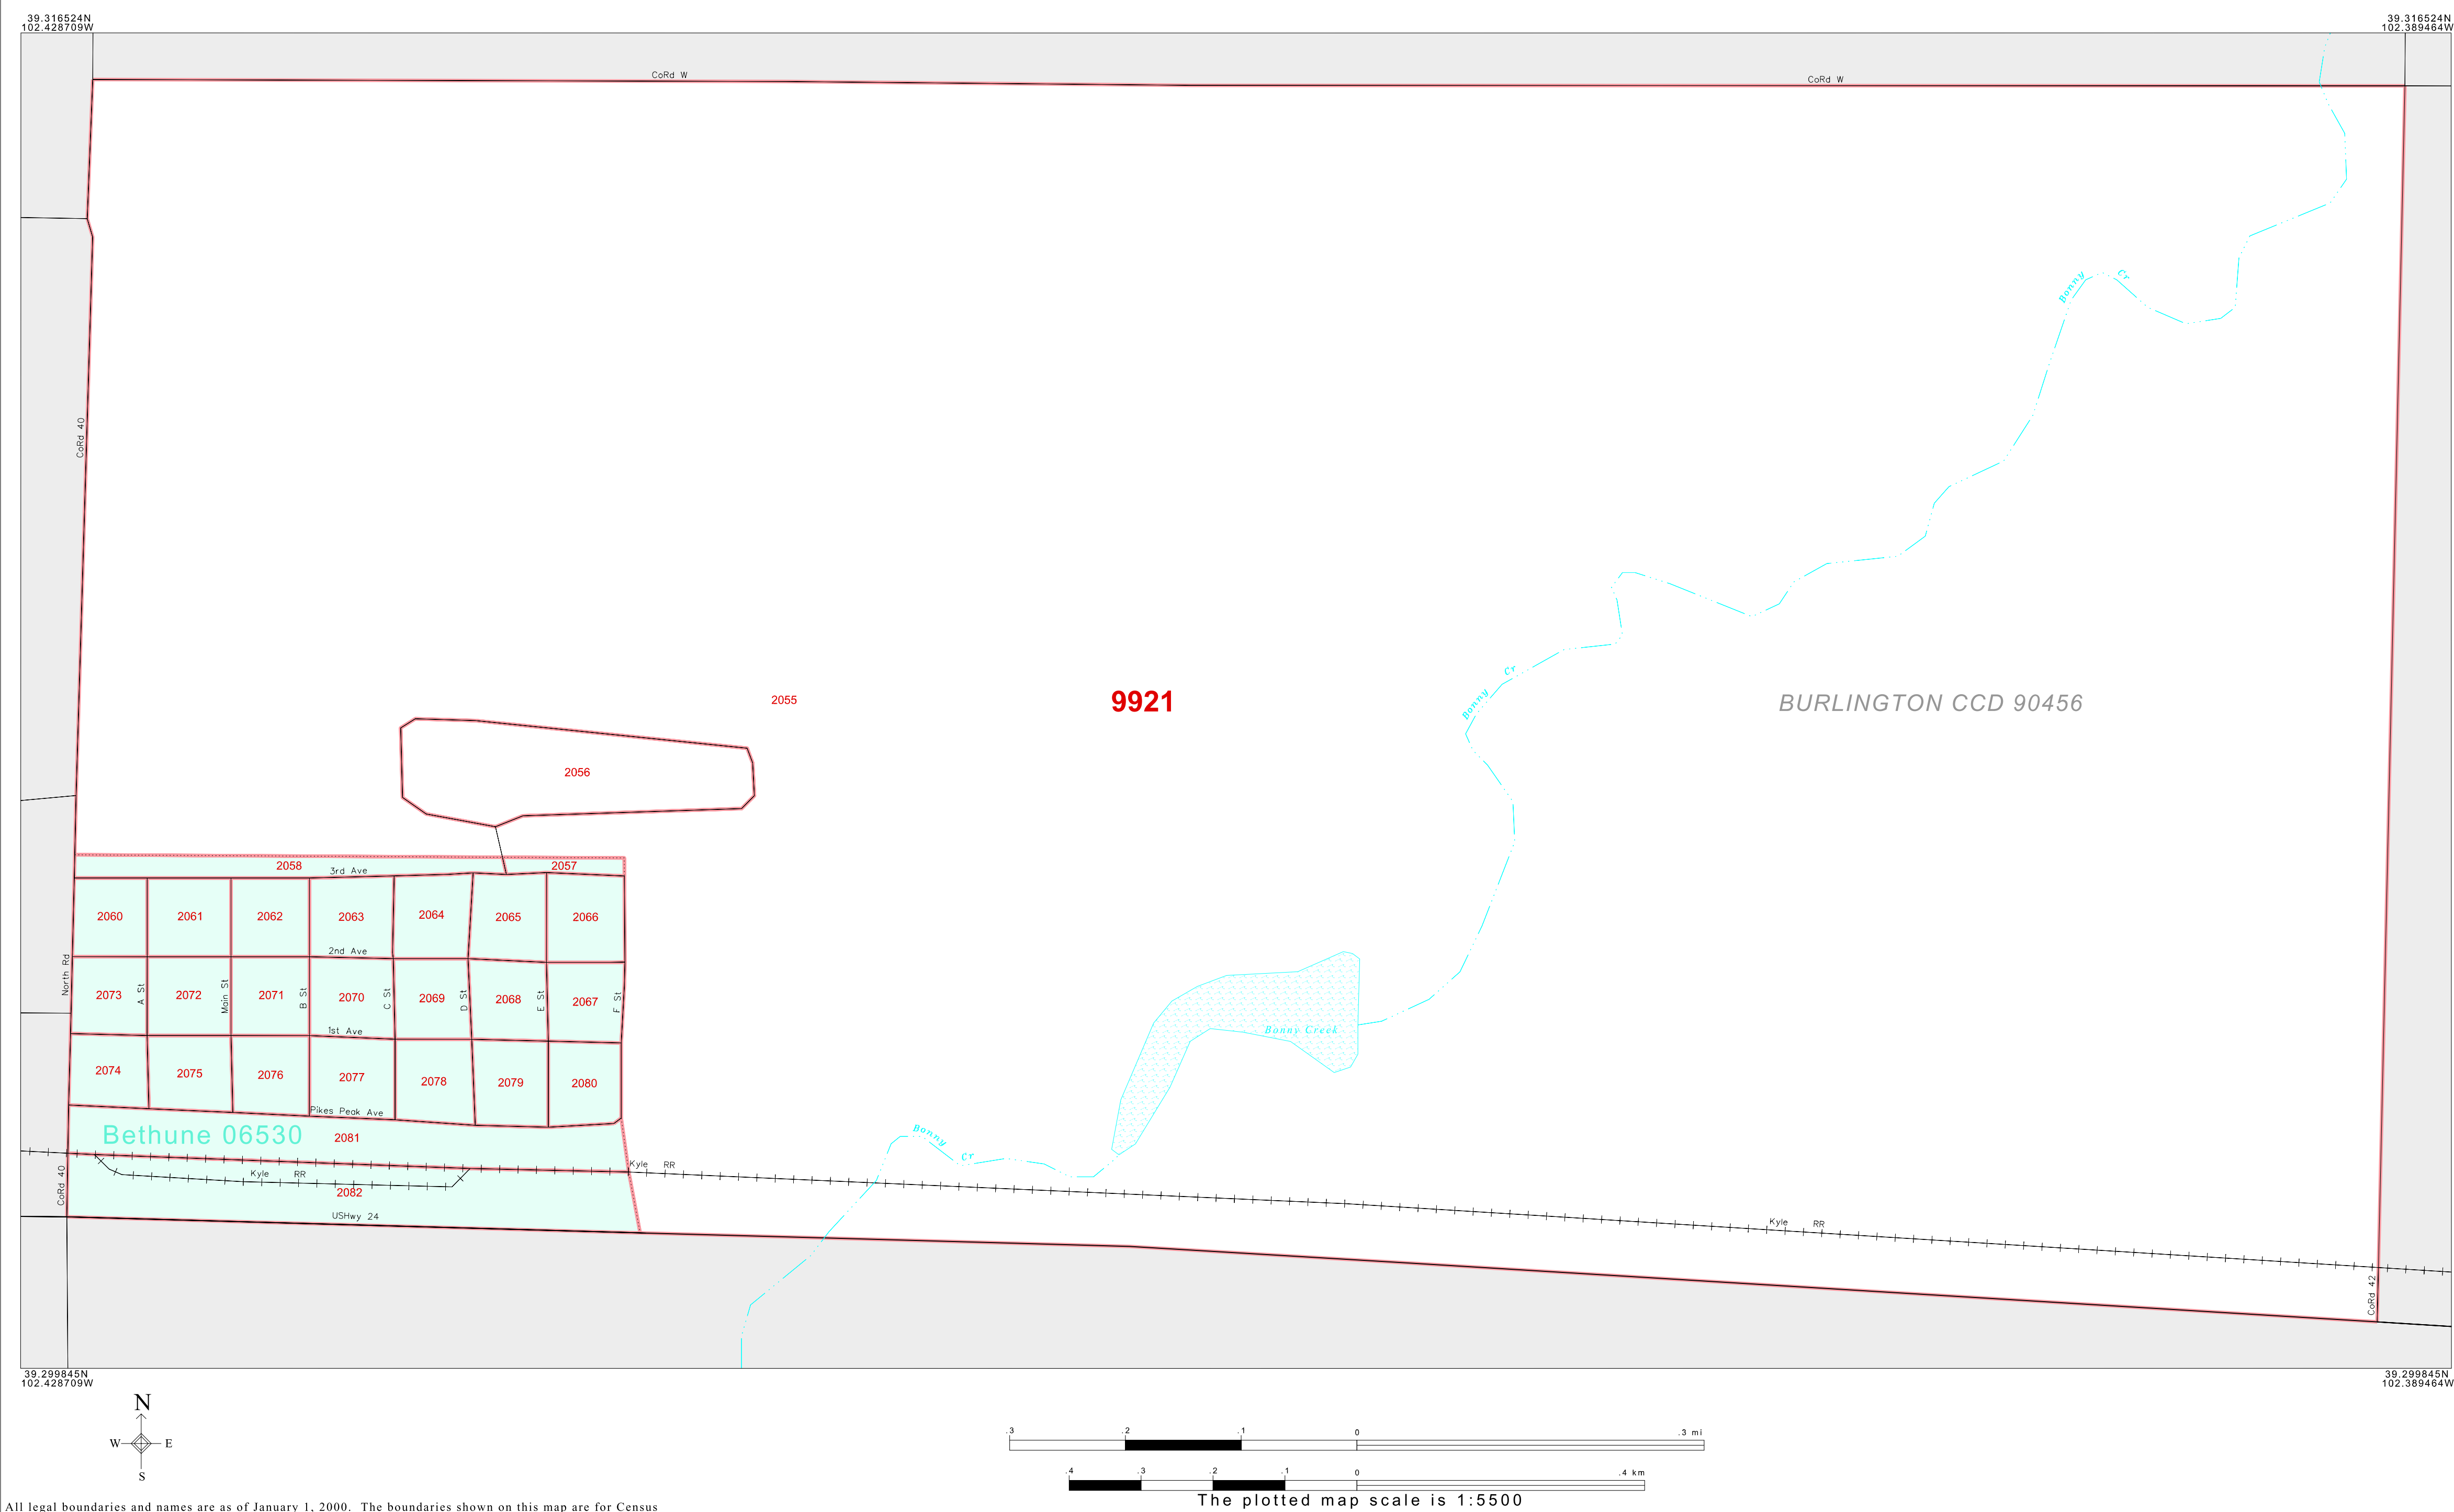 39.316524N
102.428709W
39.316524N
102.389464W
CoRd W
CoRd W
Bonny Cr
CoRd 40
Bonny Cr
2055
9921
BURLINGTON CCD 90456
2056
2058
2057
3rd Ave
2060
2061
2062
2063
2064
2065
2066
2nd Ave
North Rd
2073
A St
2072
Main St
2071
B St
2070
C St
2069
D St
2068
E St
2067
F St
1st Ave
Bonny Creek
2074
2075
2076
2077
2078
2079
2080
Pikes Peak Ave
Bethune 06530
2081
Bonny Cr
Kyle RR
Kyle RR
CoRd 40
2082
USHwy 24
Kyle RR
CoRd 42
39.299845N
102.428709W
39.299845N
102.389464W
N
W
E
S
.3 .2 .1 0 .3 mi
.4 .3 .2 .1 0 .4 km
The plotted map scale is 1:5500
All legal boundaries and names are as of January 1, 2000. The boundaries shown on this map are for Census